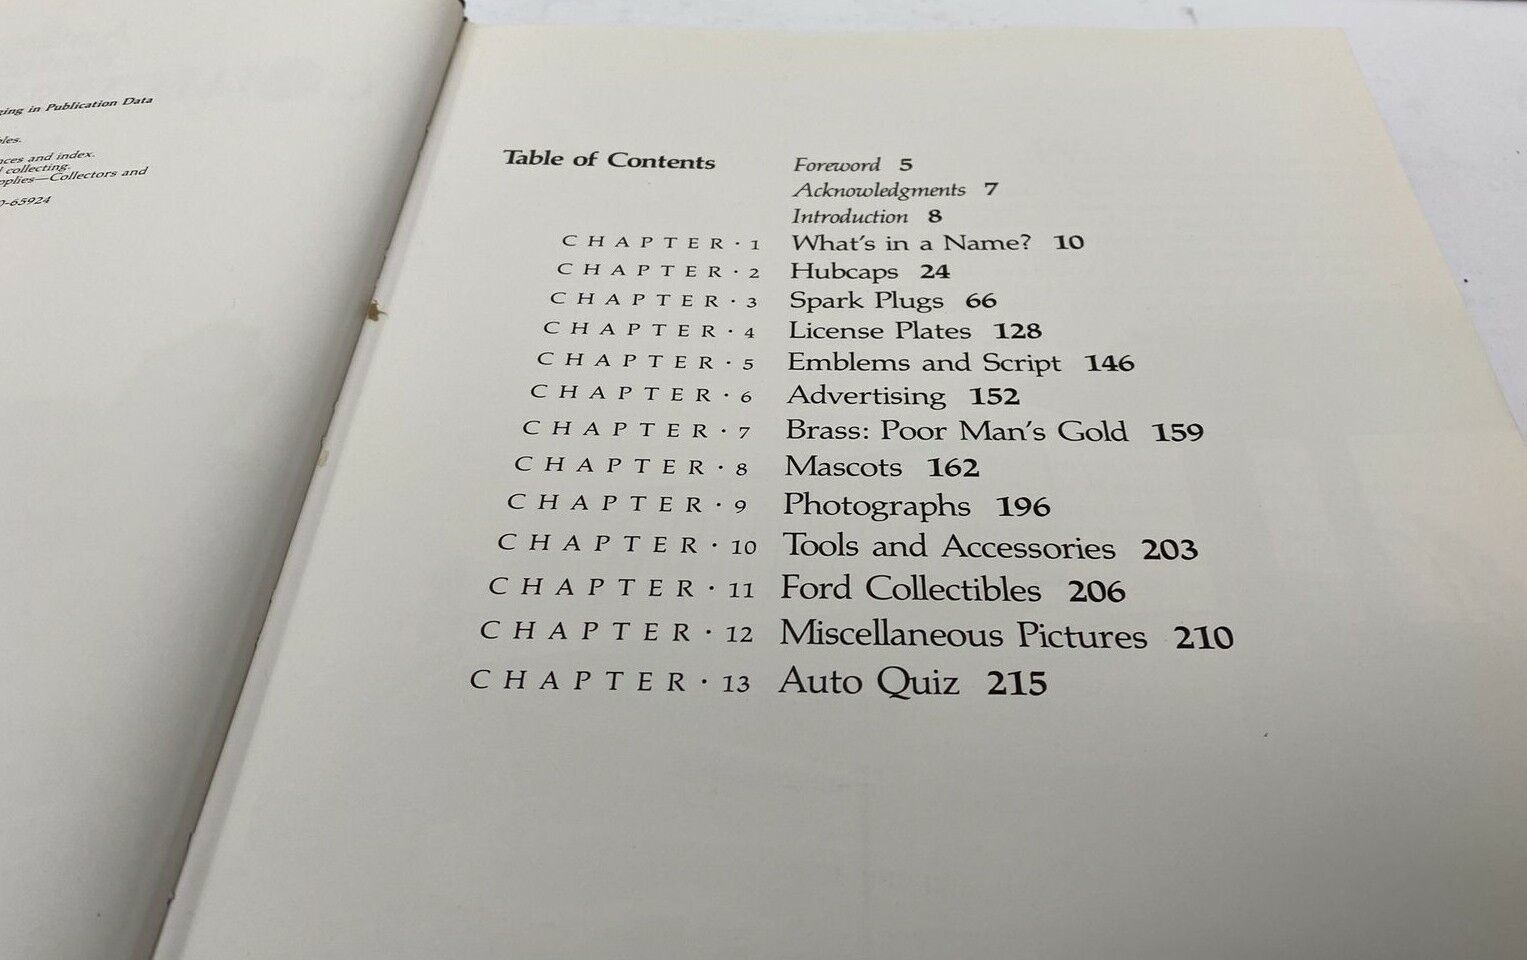 ging in Publication Data
bles.
nces and index.
collecting.
pplies—Collectors and
0-65924
Table of Contents
Foreword 5
Acknowledgments 7
Introduction 8
CHAPTER · 1 What's in a Name? 10
CHAPTER · 2 Hubcaps 24
CHAPTER · 3 Spark Plugs 66
CHAPTER · 4 License Plates 128
CHAPTER · 5 Emblems and Script 146
CHAPTER · 6 Advertising 152
CHAPTER · 7 Brass: Poor Man's Gold 159
CHAPTER · 8 Mascots 162
CHAPTER · 9 Photographs 196
CHAPTER · 10 Tools and Accessories 203
CHAPTER · 11 Ford Collectibles 206
CHAPTER · 12 Miscellaneous Pictures 210
CHAPTER · 13 Auto Quiz 215